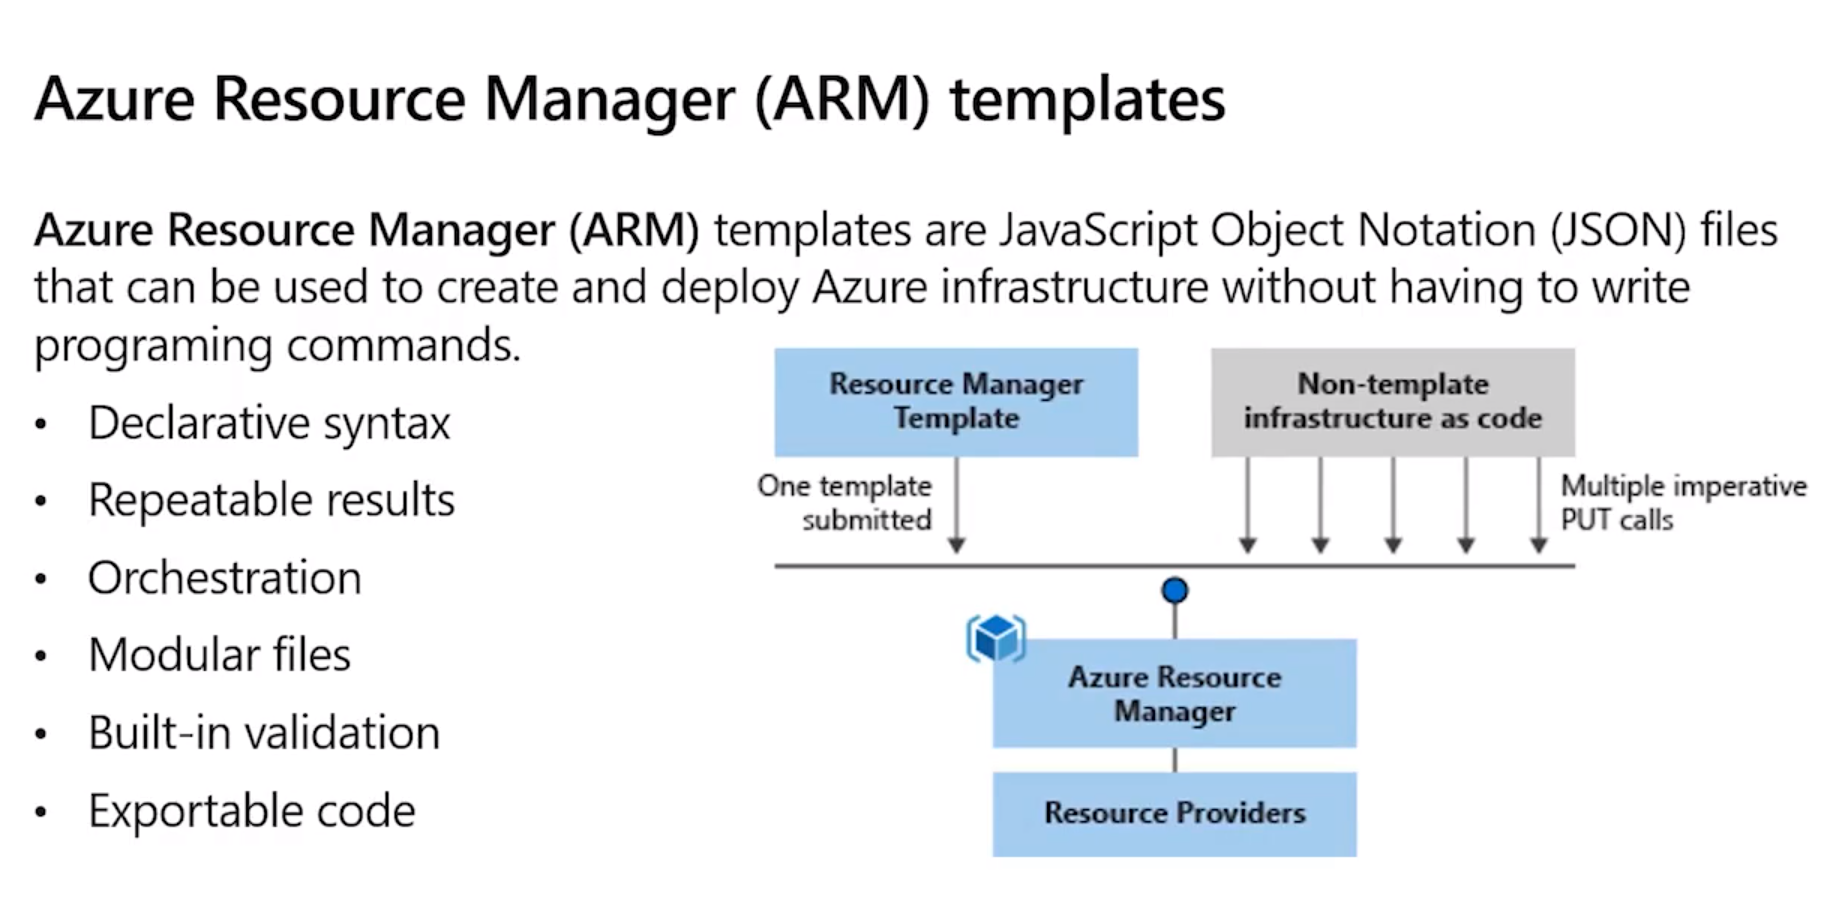 Azure Resource Manager (ARM) templates
Azure Resource Manager (ARM) templates are JavaScript Object Notation (JSON) files
that can be used to create and deploy Azure infrastructure without having to write
programing commands.
• Declarative syntax
• Repeatable results
• Orchestration
• Modular files
• Built-in validation
• Exportable code
Resource Manager
Template
Non-template
infrastructure as code
One template
submitted
Multiple imperative
PUT calls
Azure Resource
Manager
Resource Providers